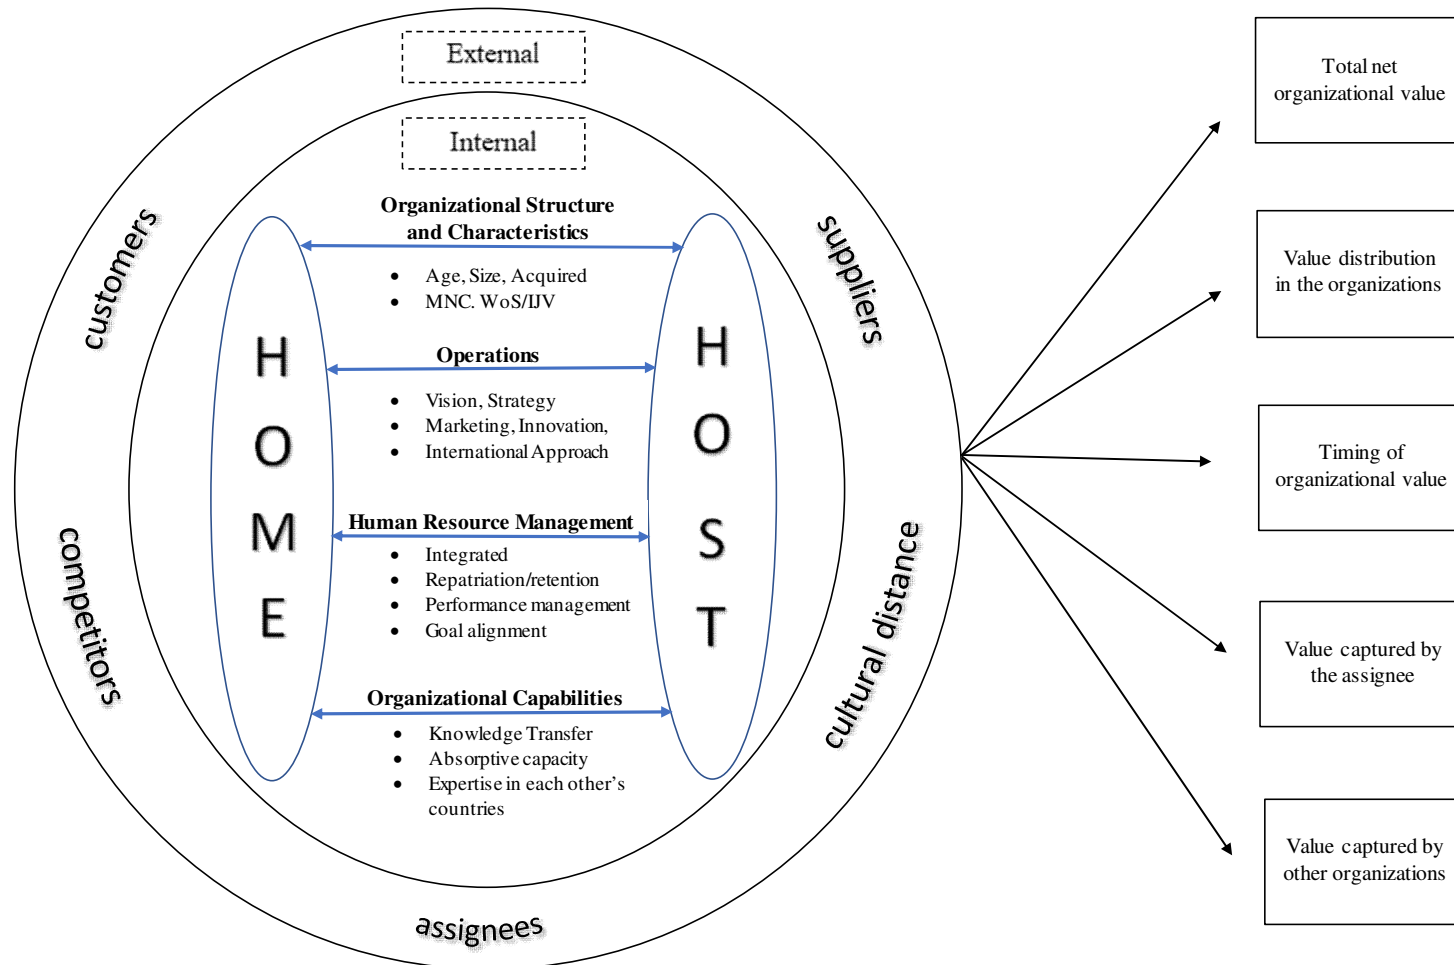 External
Internal
customers
suppliers
competitors
cultural distance
assignees
HOME
HOST
Organizational Structure
and Characteristics
• Age, Size, Acquired
• MNC. WoS/IJV
Operations
• Vision, Strategy
• Marketing, Innovation,
• International Approach
Human Resource Management
• Integrated
• Repatriation/retention
• Performance management
• Goal alignment
Organizational Capabilities
• Knowledge Transfer
• Absorptive capacity
• Expertise in each other's
countries
Total net
organizational value
Value distribution
in the organizations
Timing of
organizational value
Value captured by
the assignee
Value captured by
other organizations